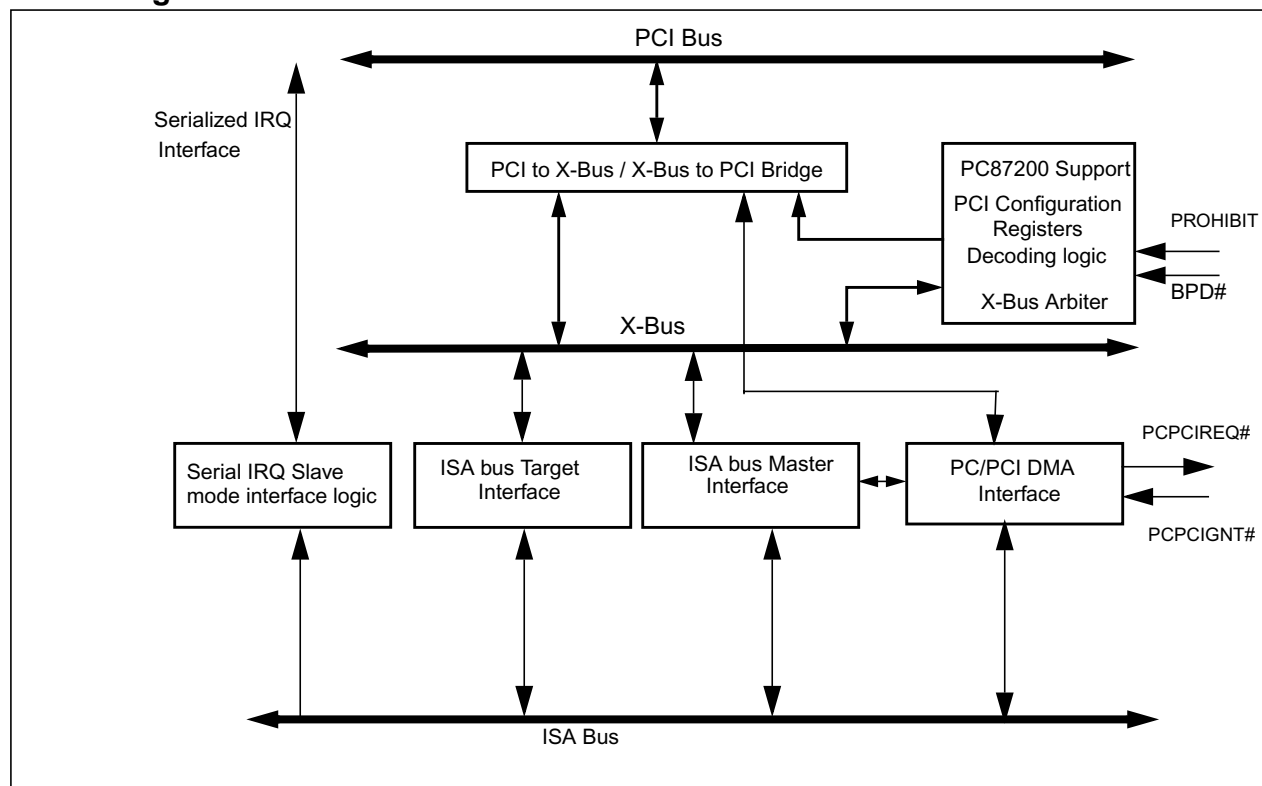 PCI Bus
Serialized IRQ
Interface
PCI to X-Bus / X-Bus to PCI Bridge
PC87200 Support
PCI Configuration
Registers
Decoding logic
X-Bus Arbiter
PROHIBIT
BPD#
X-Bus
Serial IRQ Slave
mode interface logic
ISA bus Target
Interface
ISA bus Master
Interface
PC/PCI DMA
Interface
PCPCIREQ#
PCPCIGNT#
ISA Bus